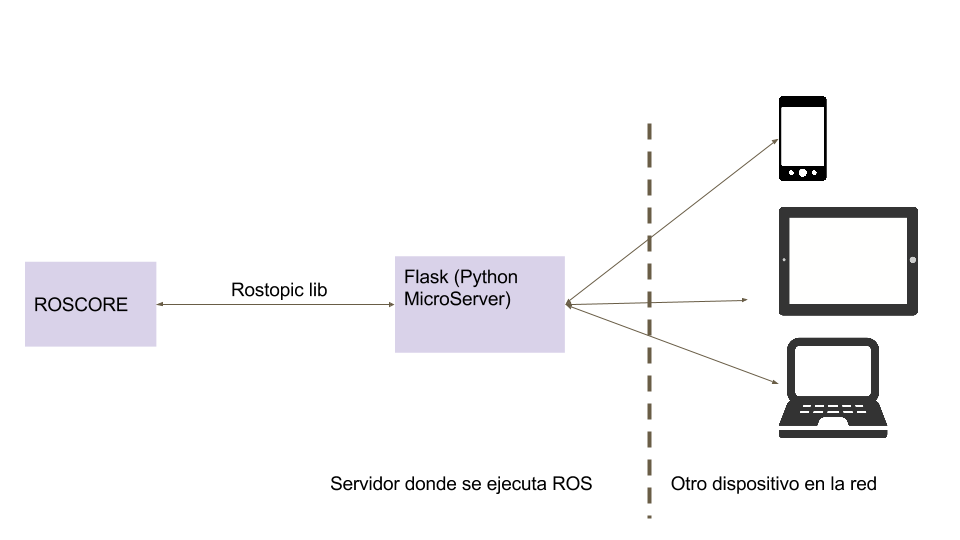 ROSCORE
Rostopic lib
Flask (Python
MicroServer)
Servidor donde se ejecuta ROS
Otro dispositivo en la red